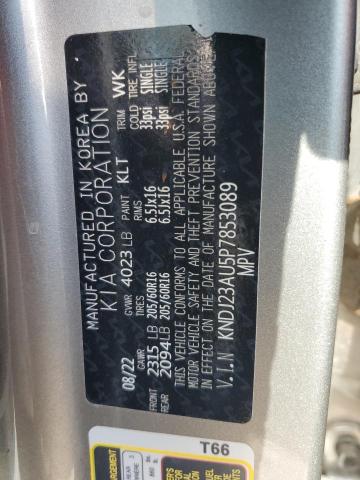 MANUFACTURED IN KOREA BY
KIA CORPORATION
08/22 GVWR 4023 LB PAINT KLT TRIM WK
GAWR TIRES RIMS COLD TIRE INFL
FRONT 2315 LB 205/60R16 6.5Jx16 33psi SINGLE
REAR 2094 LB 205/60R16 6.5Jx16 33psi SINGLE
THIS VEHICLE CONFORMS TO ALL APPLICABLE U.S.A. FEDERAL
MOTOR VEHICLE SAFETY AND THEFT PREVENTION STANDARDS
IN EFFECT ON THE DATE OF MANUFACTURE SHOWN ABOVE.
V.I.N KNDJ23AU5P7853089
MPV
T66